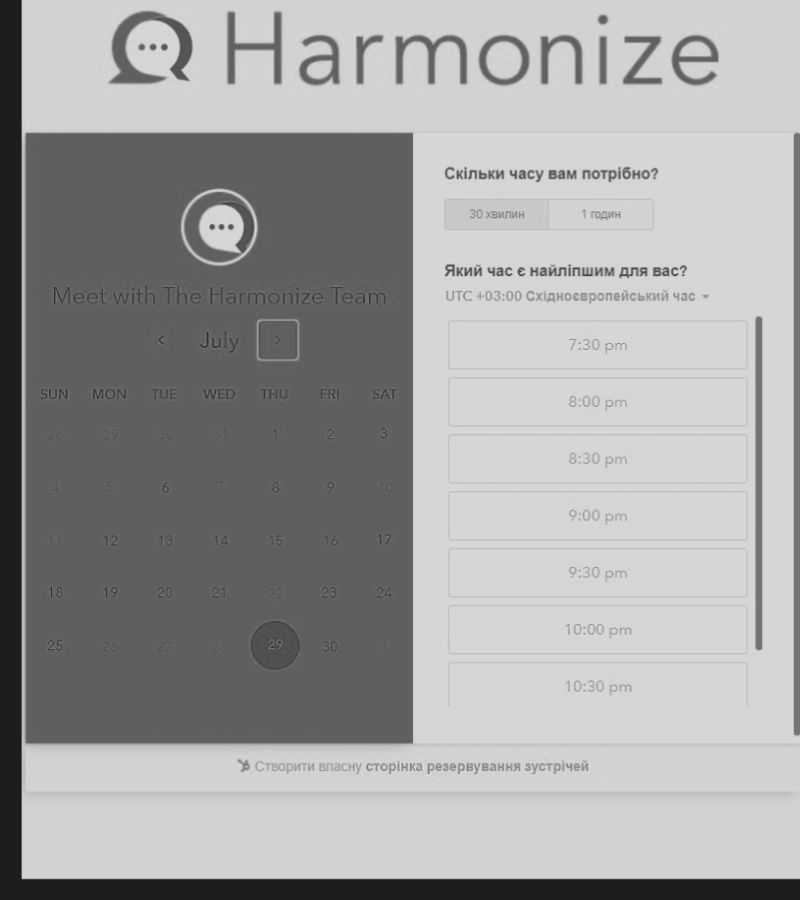 Harmonize
Meet with The Harmonize Team
July
SUN MON TUE WED THU FRI SAT
28 29 30 31 1 2 3
4 5 6 7 8 9 10
11 12 13 14 15 16 17
18 19 20 21 22 23 24
25 26 27 28 29 30 1
Скільки часу вам потрібно?
30 хвилин 1 годин
Який час є найліпшим для вас?
UTC +03:00 Східноєвропейський час
7:30 pm
8:00 pm
8:30 pm
9:00 pm
9:30 pm
10:00 pm
10:30 pm
Створити власну сторінка резервування зустрічей